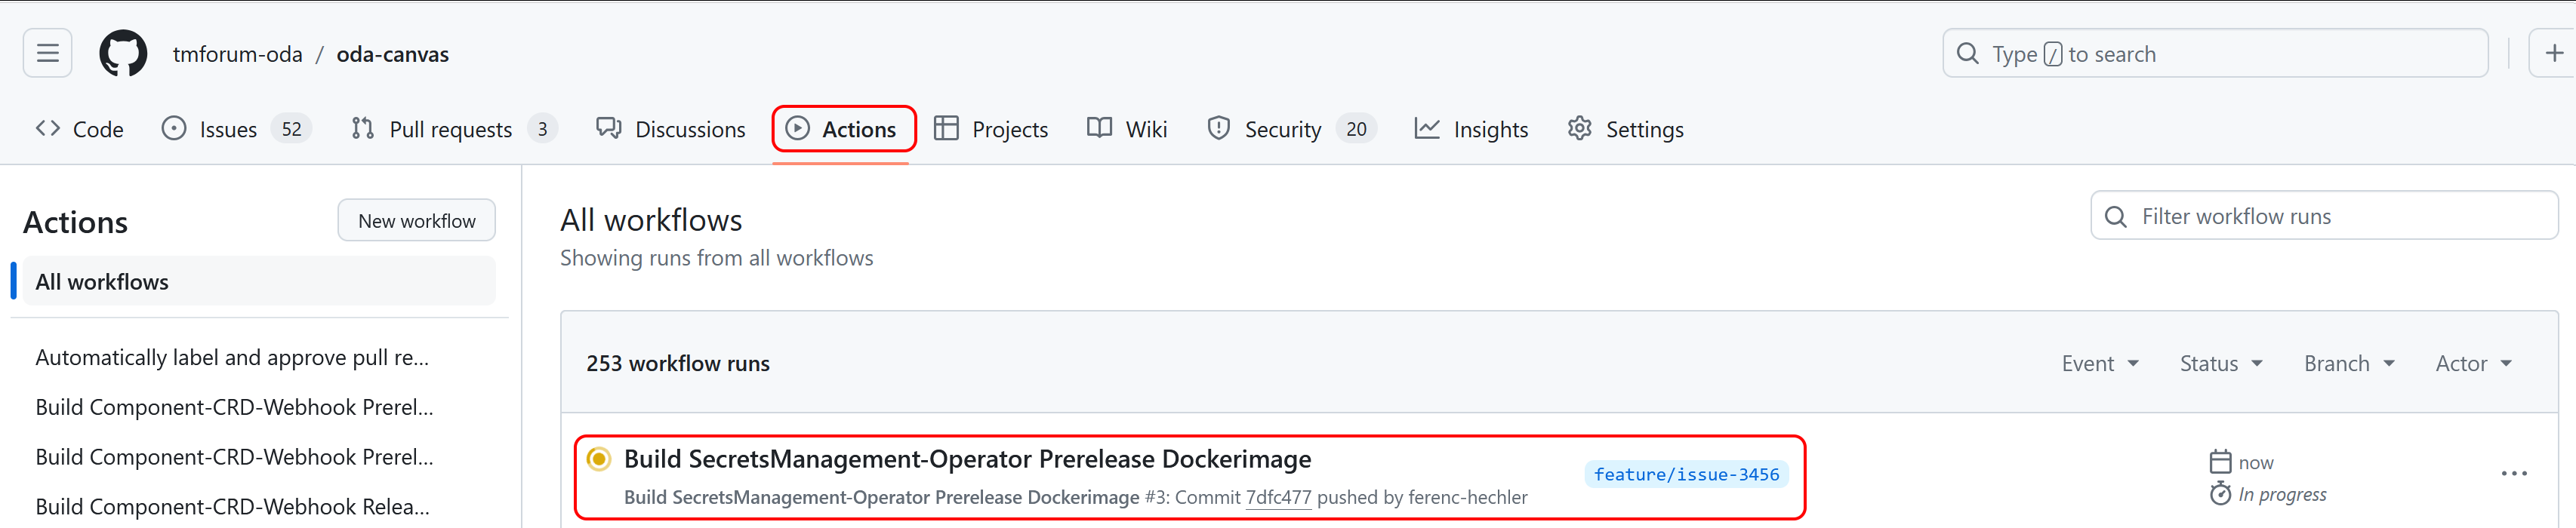 tmforum-oda / oda-canvas
Type / to search
Code
Issues 52
Pull requests 3
Discussions
Actions
Projects
Wiki
Security 20
Insights
Settings
Actions
New workflow
All workflows
Automatically label and approve pull re...
Build Component-CRD-Webhook Prerel...
Build Component-CRD-Webhook Prerel...
Build Component-CRD-Webhook Relea...
All workflows
Showing runs from all workflows
Filter workflow runs
253 workflow runs
Event
Status
Branch
Actor
Build SecretsManagement-Operator Prerelease Dockerimage
Build SecretsManagement-Operator Prerelease Dockerimage #3: Commit 7dfc477 pushed by ferenc-hechler
feature/issue-3456
now
In progress